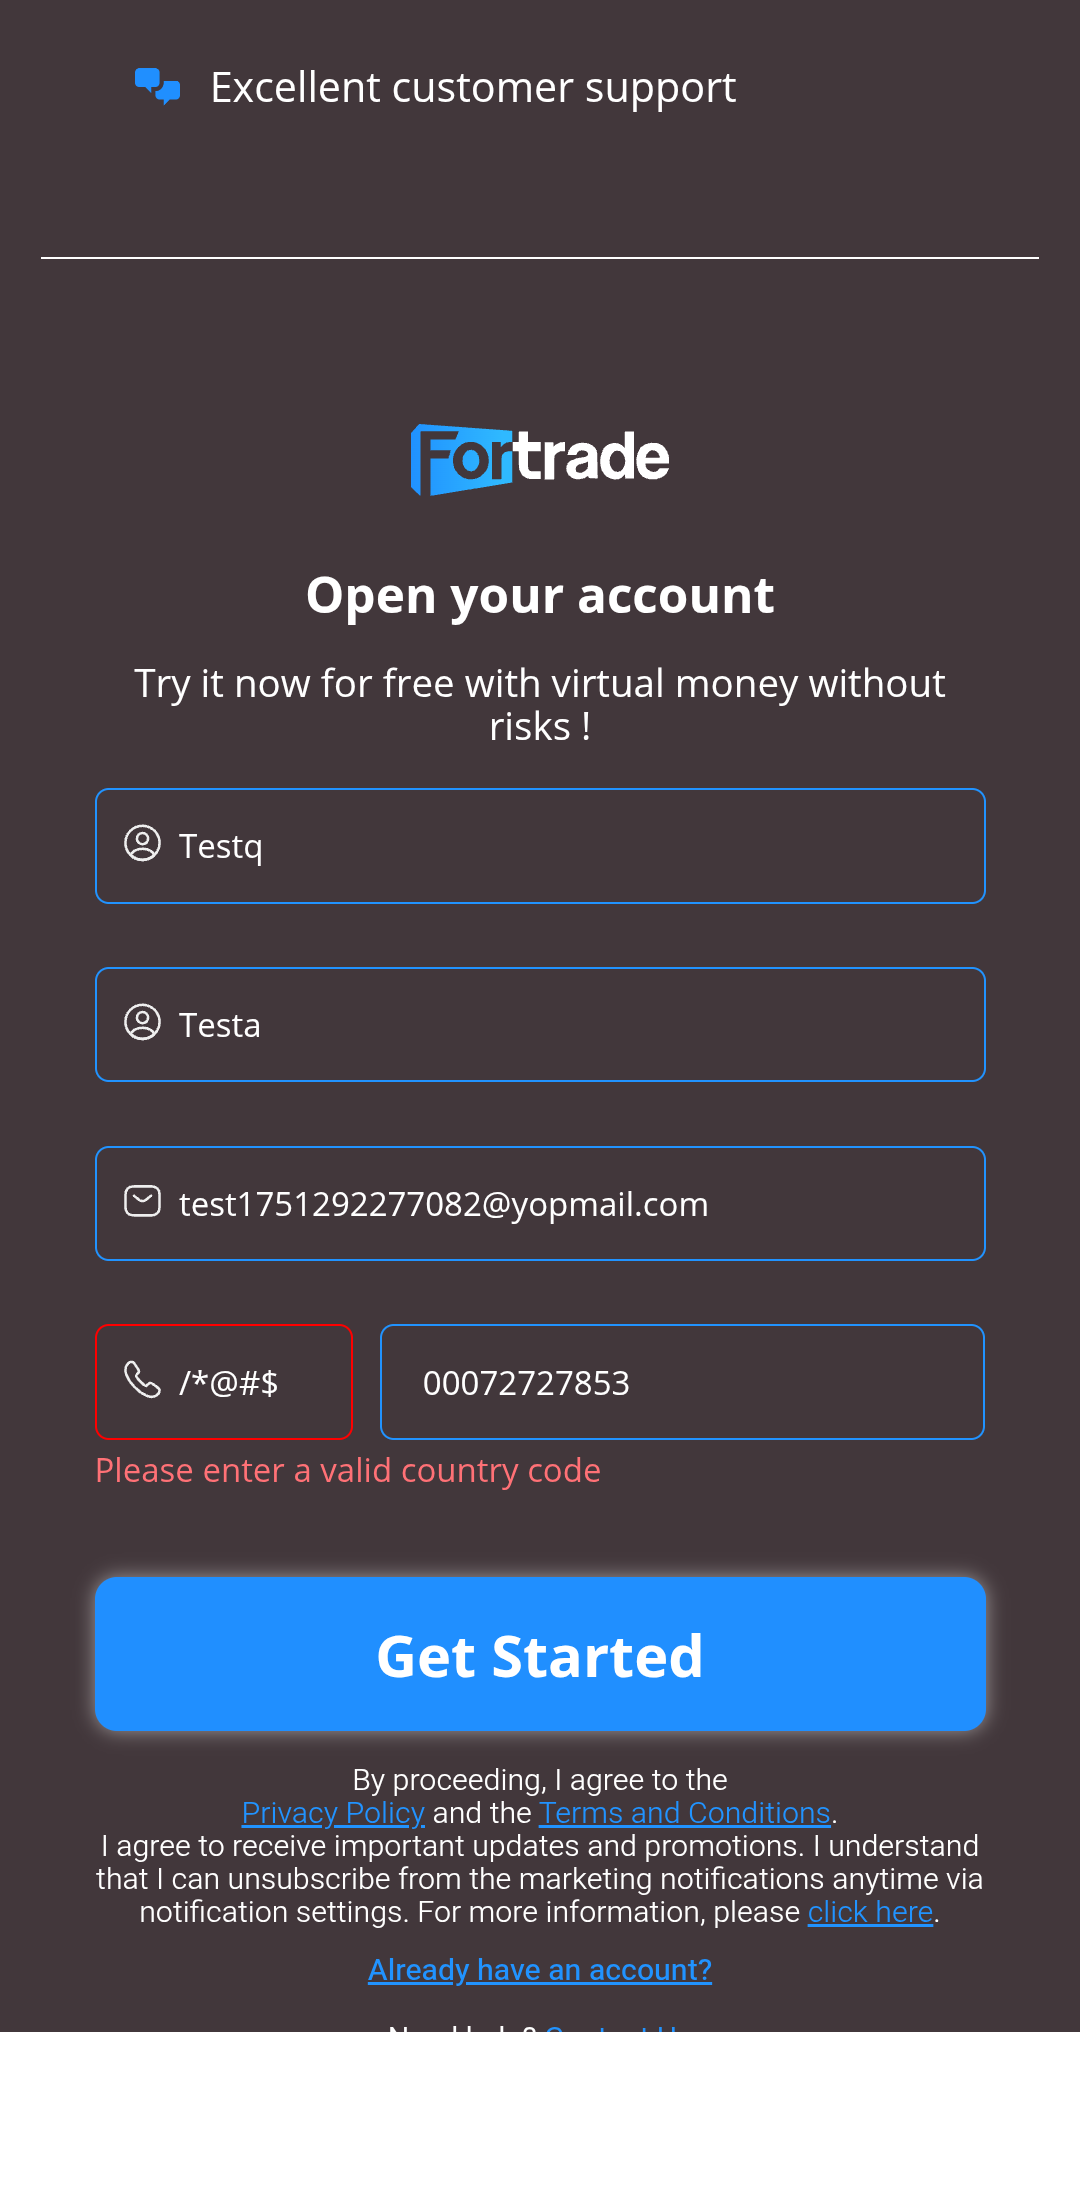 Excellent customer support
Fortrade
Open your account
Try it now for free with virtual money without
risks !
Testq
Testa
test1751292277082@yopmail.com
/*@#$ 00072727853
Please enter a valid country code
Get Started
By proceeding, I agree to the
Privacy Policy and the Terms and Conditions.
I agree to receive important updates and promotions. I understand
that I can unsubscribe from the marketing notifications anytime via
notification settings. For more information, please click here.
Already have an account?